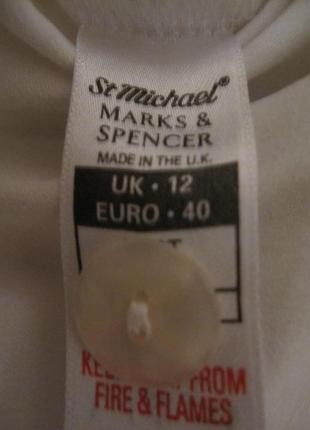 St Michael®
MARKS &
SPENCER
MADE IN THE U.K.
UK · 12
EURO · 40
FROM
FIRE & FLAMES